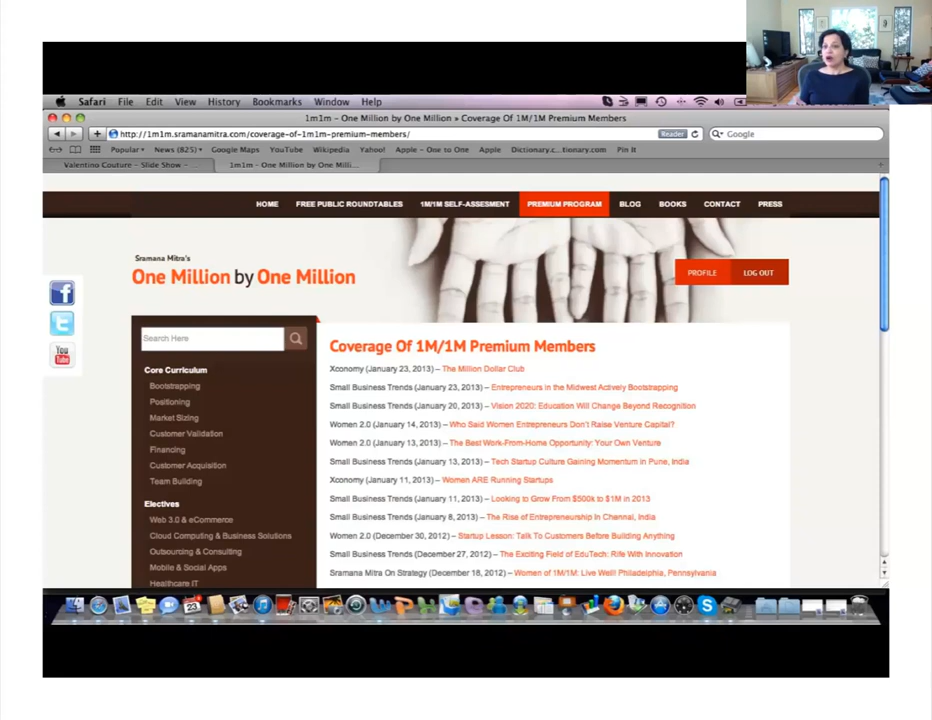 Safari File Edit View History Bookmarks Window Help
1m1m – One Million by One Million » Coverage Of 1M/1M Premium Members
http://1m1m.sramanamitra.com/coverage-of-1m1m-premium-members/ Reader Google
Popular News (825) Google Maps YouTube Wikipedia Yahoo! Apple – One to One Apple Dictionary.c...tionary.com Pin It
Valentino Couture – Slide Show – ... 1m1m – One Million by One Milli...
HOME FREE PUBLIC ROUNDTABLES 1M/1M SELF-ASSESMENT PREMIUM PROGRAM BLOG BOOKS CONTACT PRESS
Sramana Mitra's
One Million by One Million
PROFILE LOG OUT
You
Tube
Search Here
Core Curriculum
Bootstrapping
Positioning
Market Sizing
Customer Validation
Financing
Customer Acquisition
Team Building
Electives
Web 3.0 & eCommerce
Cloud Computing & Business Solutions
Outsourcing & Consulting
Mobile & Social Apps
Healthcare IT
Coverage Of 1M/1M Premium Members
Xconomy (January 23, 2013) – The Million Dollar Club
Small Business Trends (January 23, 2013) – Entrepreneurs in the Midwest Actively Bootstrapping
Small Business Trends (January 20, 2013) – Vision 2020: Education Will Change Beyond Recognition
Women 2.0 (January 14, 2013) – Who Said Women Entrepreneurs Don't Raise Venture Capital?
Women 2.0 (January 13, 2013) – The Best Work-From-Home Opportunity: Your Own Venture
Small Business Trends (January 13, 2013) – Tech Startup Culture Gaining Momentum in Pune, India
Xconomy (January 11, 2013) – Women ARE Running Startups
Small Business Trends (January 11, 2013) – Looking to Grow From $500k to $1M in 2013
Small Business Trends (January 8, 2013) – The Rise of Entrepreneurship In Chennai, India
Women 2.0 (December 30, 2012) – Startup Lesson: Talk To Customers Before Building Anything
Small Business Trends (December 27, 2012) – The Exciting Field of EduTech: Rife With Innovation
Sramana Mitra On Strategy (December 18, 2012) – Women of 1M/1M: Live Well! Philadelphia, Pennsylvania
23